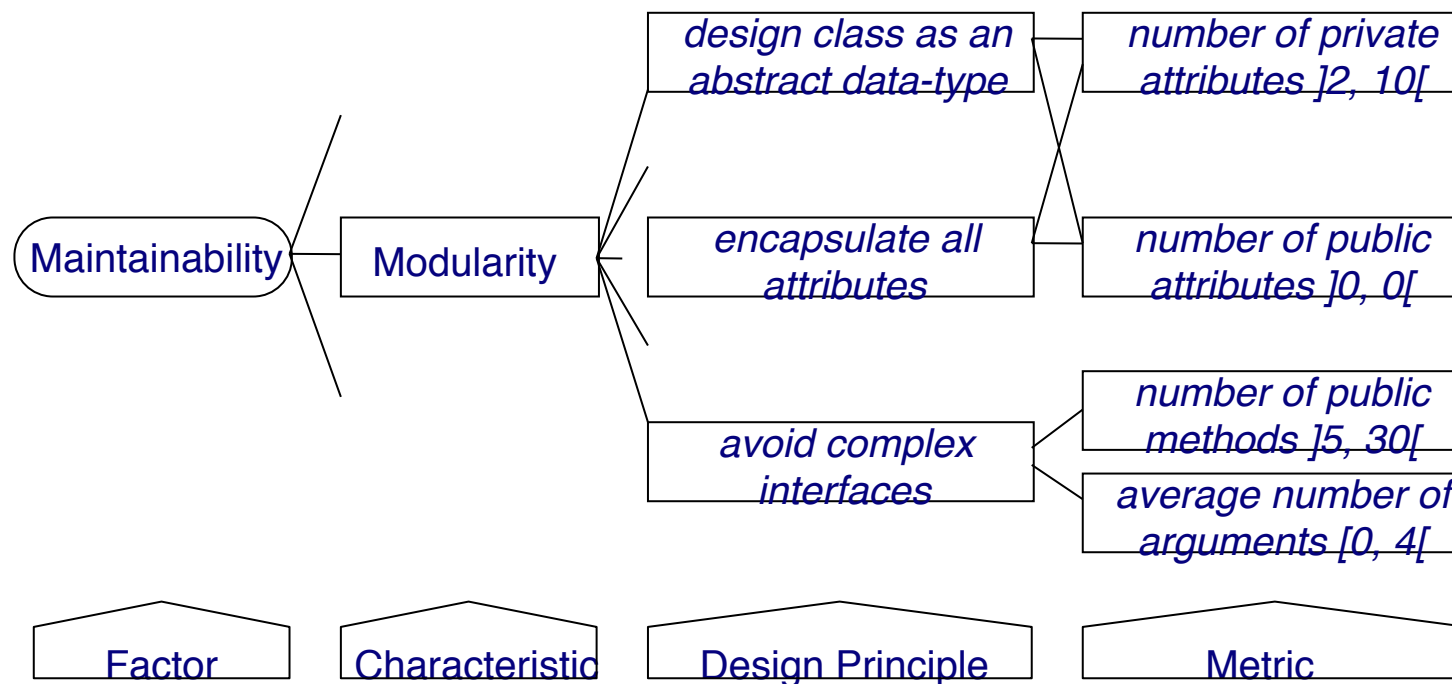 design class as an
abstract data-type
number of private
attributes ]2, 10[
Maintainability
Modularity
encapsulate all
attributes
number of public
attributes ]0, 0[
avoid complex
interfaces
number of public
methods ]5, 30[
average number of
arguments [0, 4[
Factor
Characteristic
Design Principle
Metric